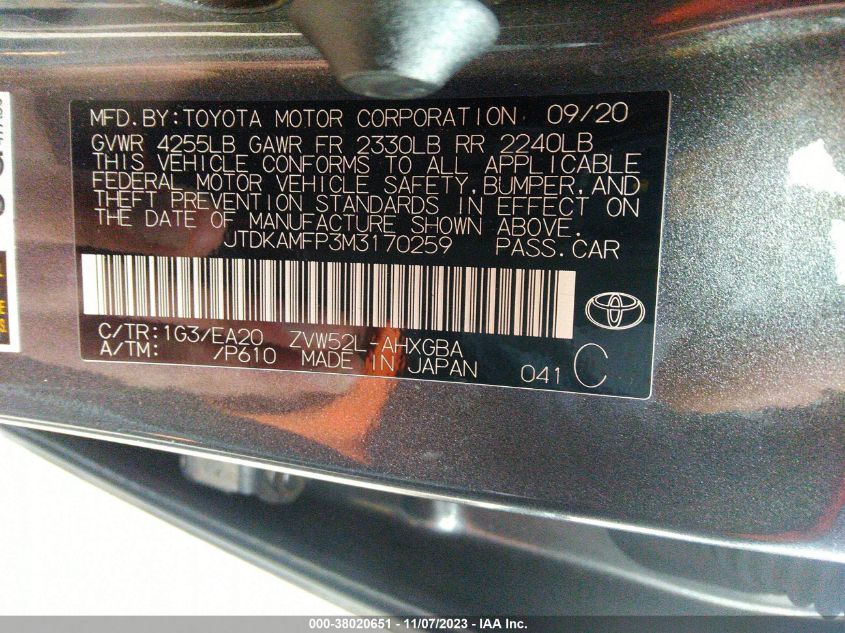 MFD.BY:TOYOTA MOTOR CORPORATION 09/20
GVWR 4255LB GAWR FR 2330LB RR 2240LB
THIS VEHICLE CONFORMS TO ALL APPLICABLE
FEDERAL MOTOR VEHICLE SAFETY,BUMPER,AND
THEFT PREVENTION STANDARDS IN EFFECT ON
THE DATE OF MANUFACTURE SHOWN ABOVE.
JTDKAMFP3M3170259 PASS.CAR
C/TR:1G3/EA20 ZVW52L-AHXGBA
A/TM: /P610 MADE IN JAPAN 041 C
000-38020651 - 11/07/2023 - IAA Inc.